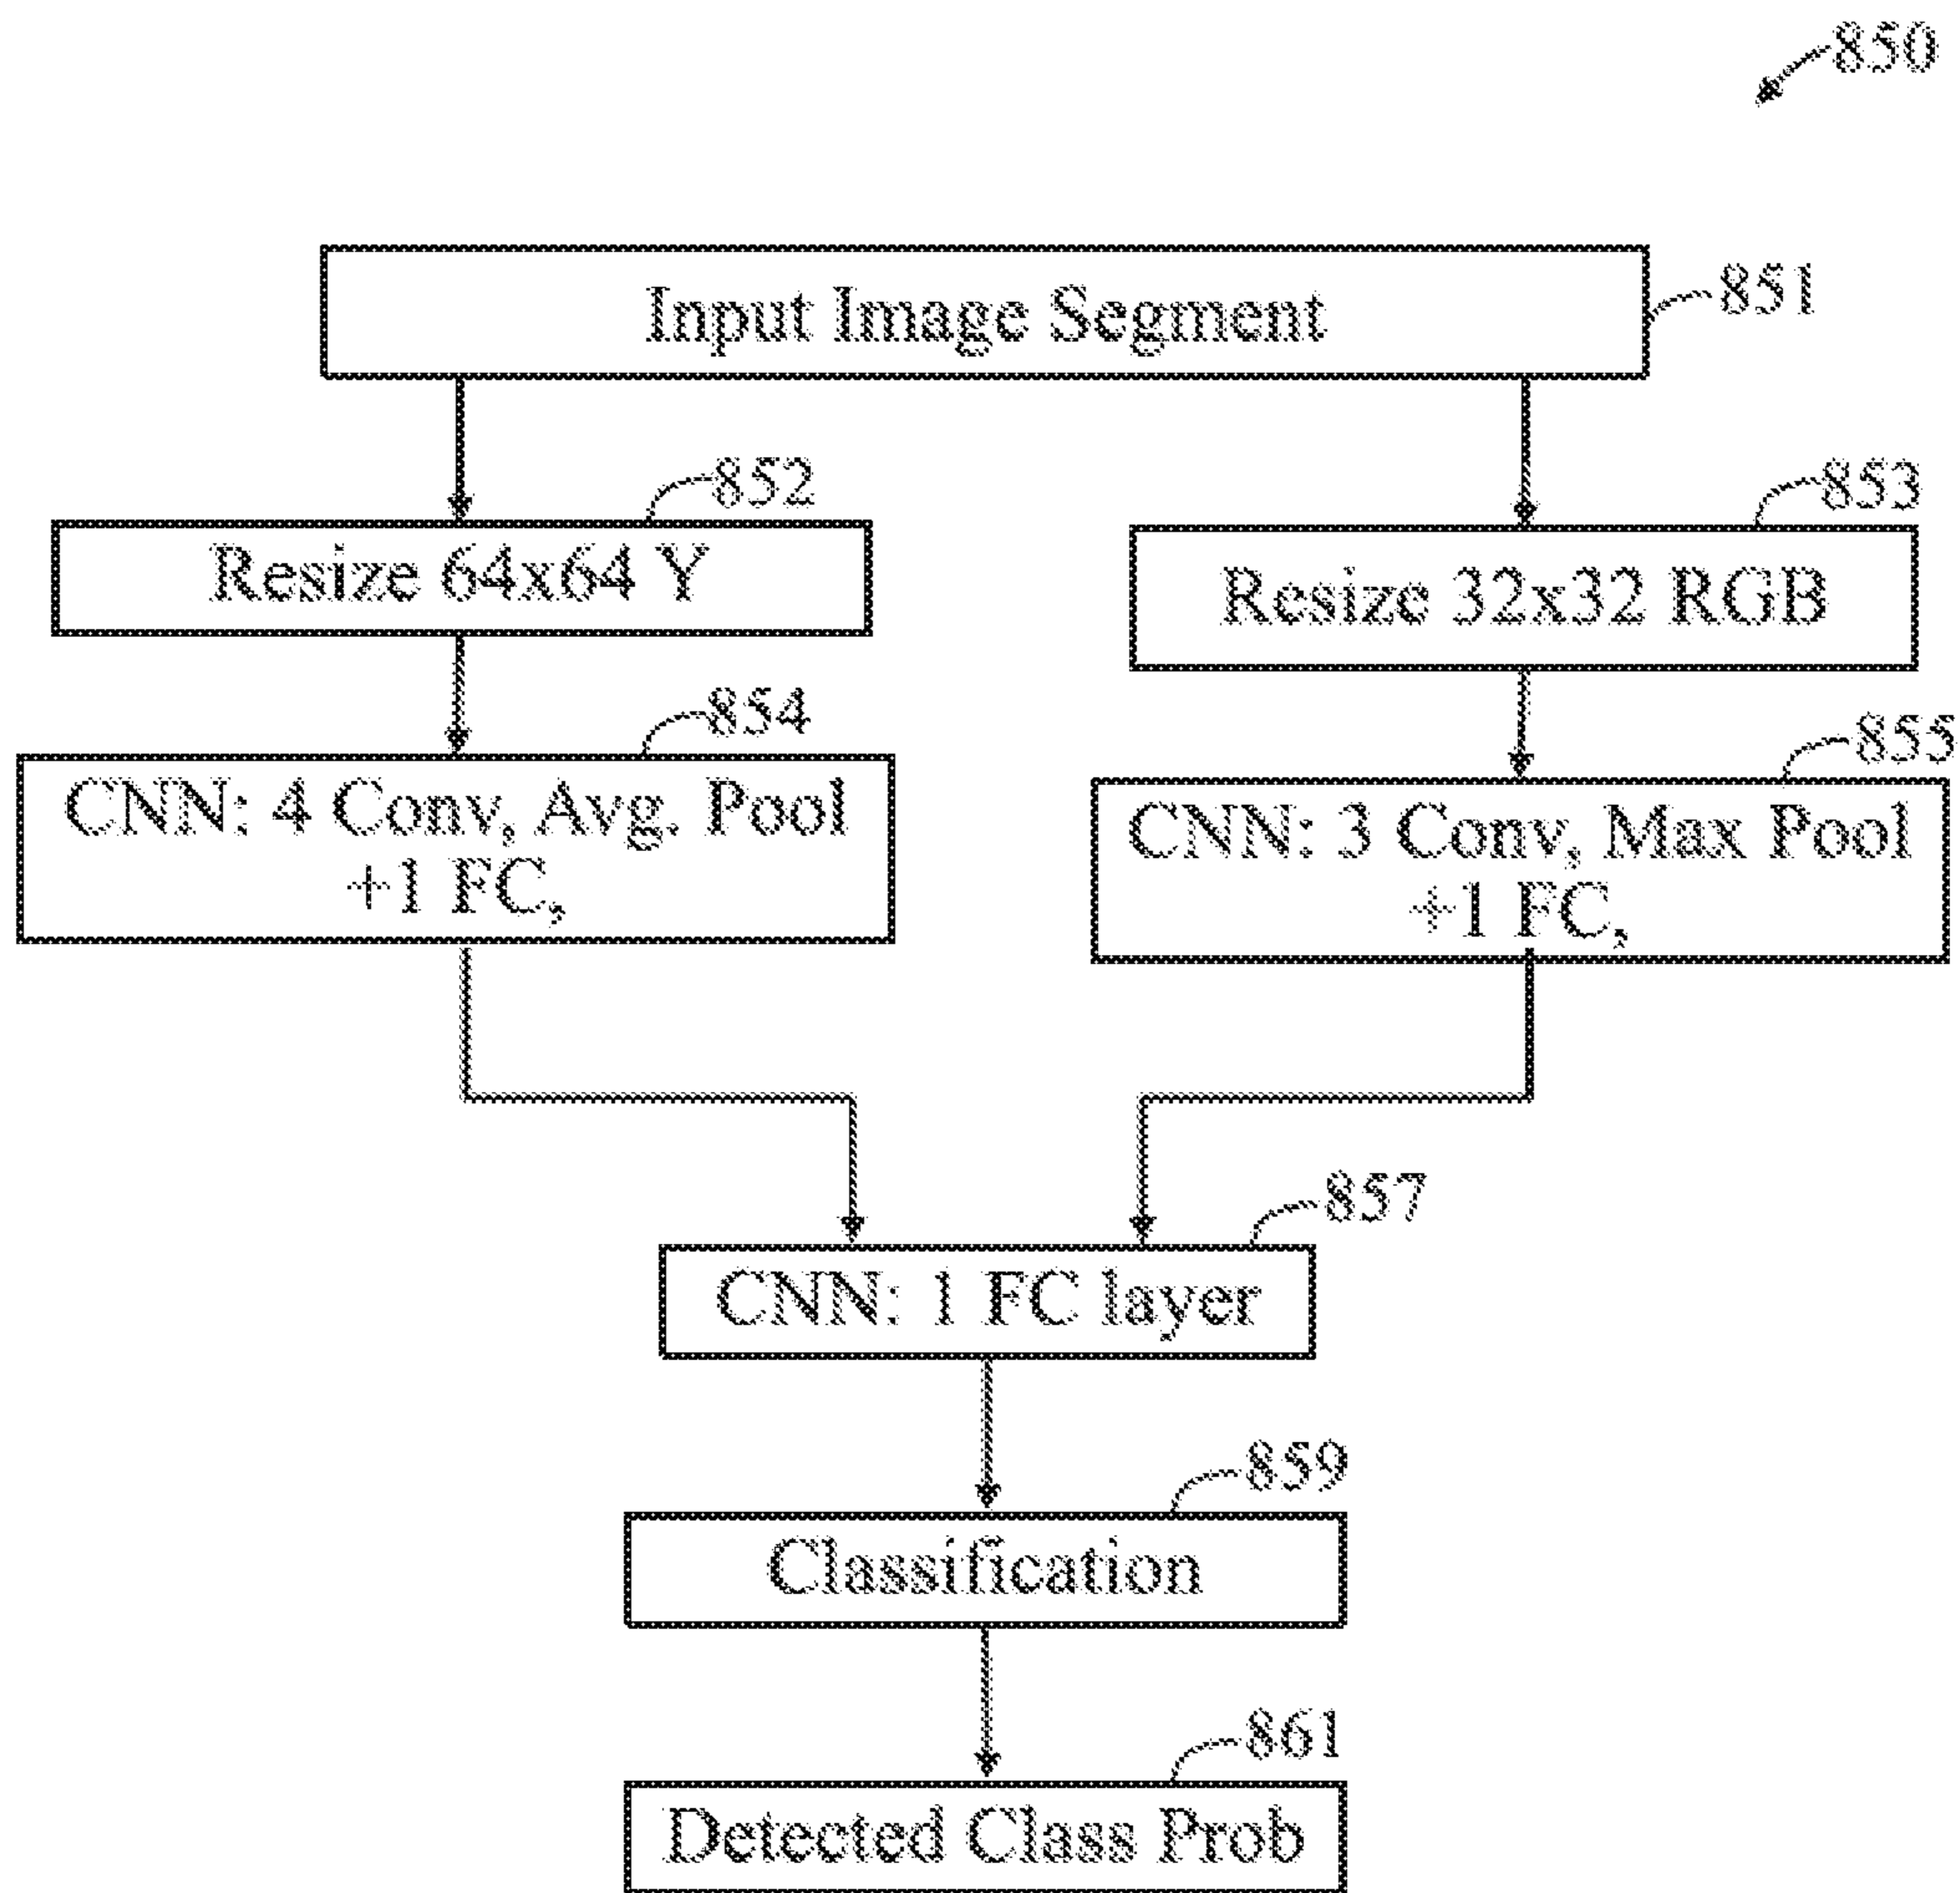 850
Input Image Segment
851
852
Resize 64x64 Y
853
Resize 32x32 RGB
854
CNN: 4 Conv, Avg. Pool
+1 FC,
855
CNN: 3 Conv, Max Pool
+1 FC,
857
CNN: 1 FC layer
859
Classification
861
Detected Class Prob